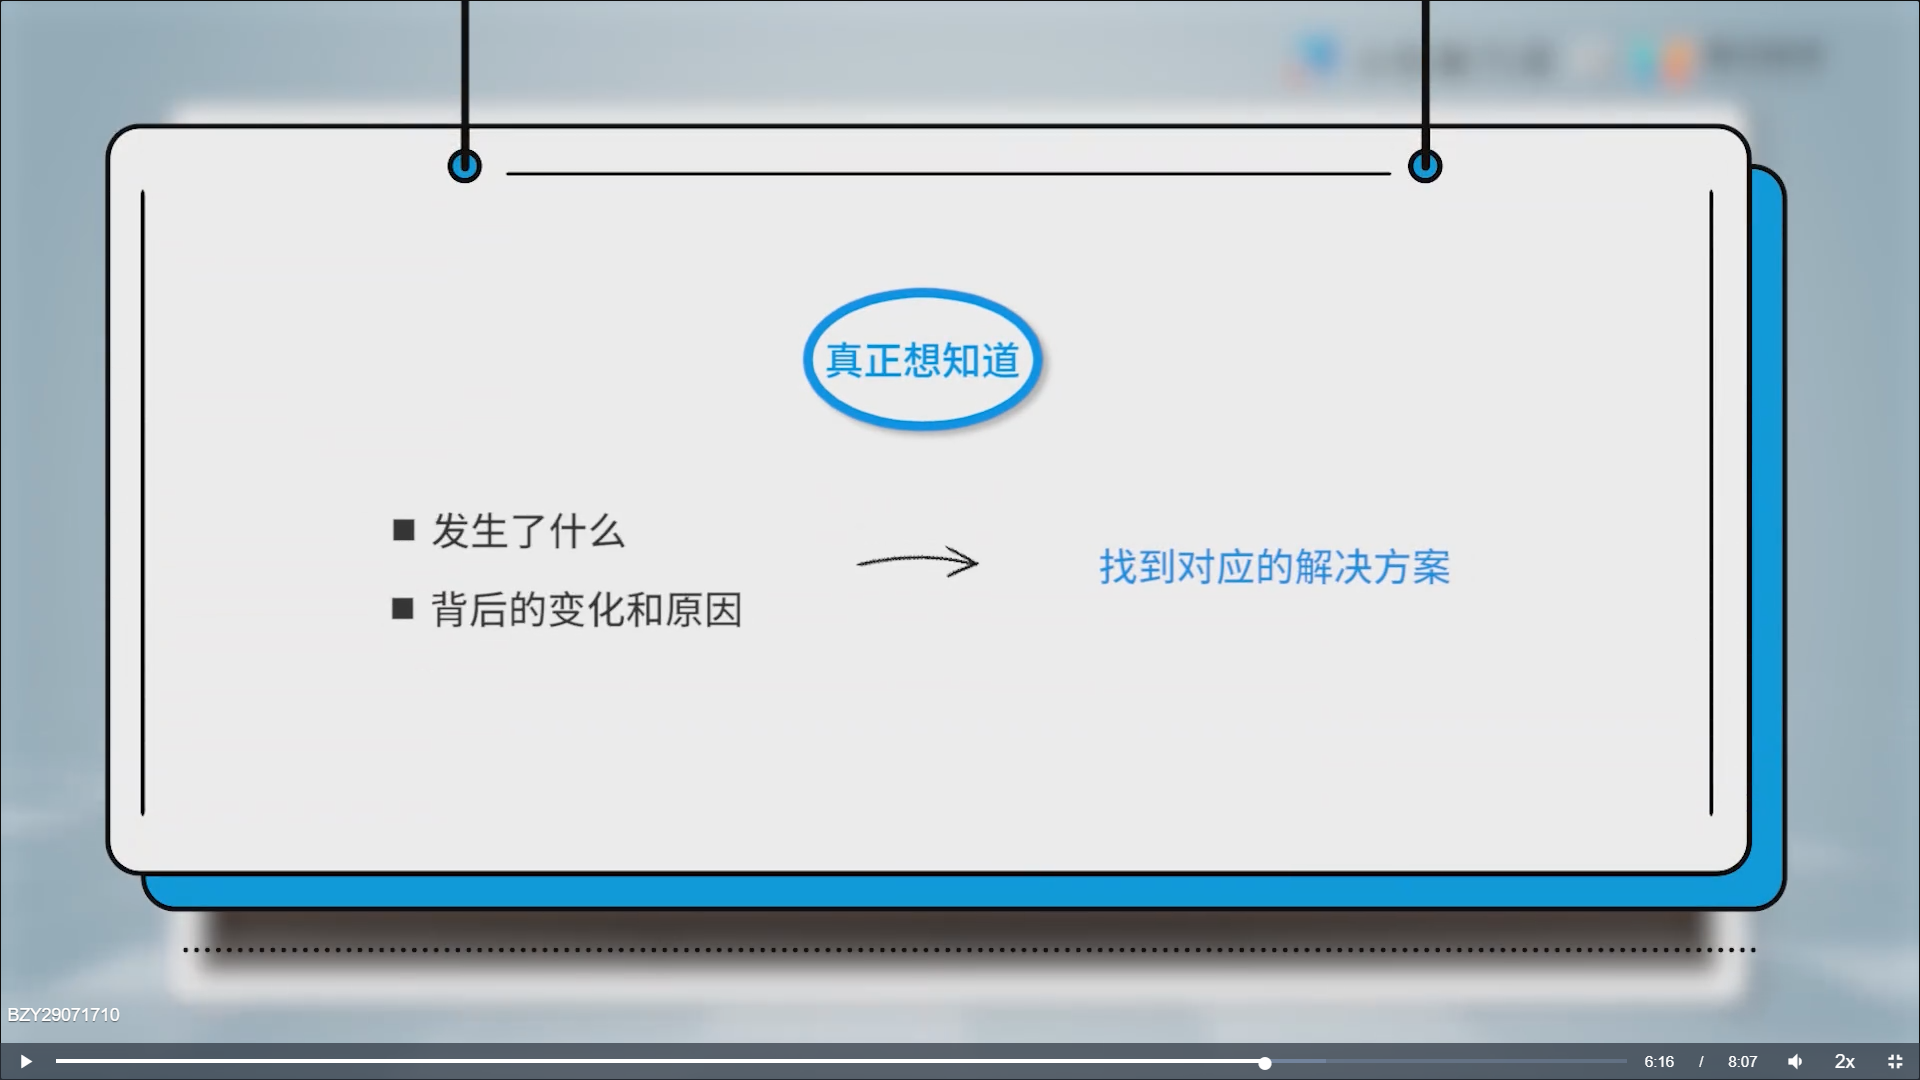 真正想知道
■ 发生了什么
■ 背后的变化和原因
找到对应的解决方案
BZY29071710
6:16 / 8:07 2x